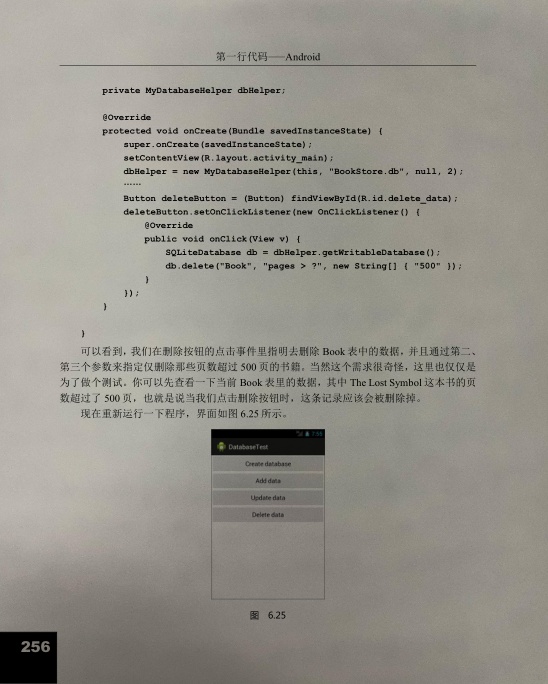 第一行代码——Android
private MyDatabaseHelper dbHelper;
@Override
protected void onCreate(Bundle savedInstanceState) {
super.onCreate(savedInstanceState);
setContentView(R.layout.activity_main);
dbHelper = new MyDatabaseHelper(this, "BookStore.db", null, 2);
……
Button deleteButton = (Button) findViewById(R.id.delete_data);
deleteButton.setOnClickListener(new OnClickListener() {
@Override
public void onClick(View v) {
SQLiteDatabase db = dbHelper.getWritableDatabase();
db.delete("Book", "pages > ?", new String[] { "500" });
}
});
}
}
可以看到，我们在删除按钮的点击事件里指明去删除 Book 表中的数据，并且通过第二、
第三个参数来指定仅删除那些页数超过 500 页的书籍。当然这个需求很奇怪，这里也仅仅是
为了做个测试。你可以先查看一下当前 Book 表里的数据，其中 The Lost Symbol 这本书的页
数超过了 500 页，也就是说当我们点击删除按钮时，这条记录应该会被删除掉。
现在重新运行一下程序，界面如图 6.25 所示。
DatabaseTest
Create database
Add data
Update data
Delete data
图 6.25
256